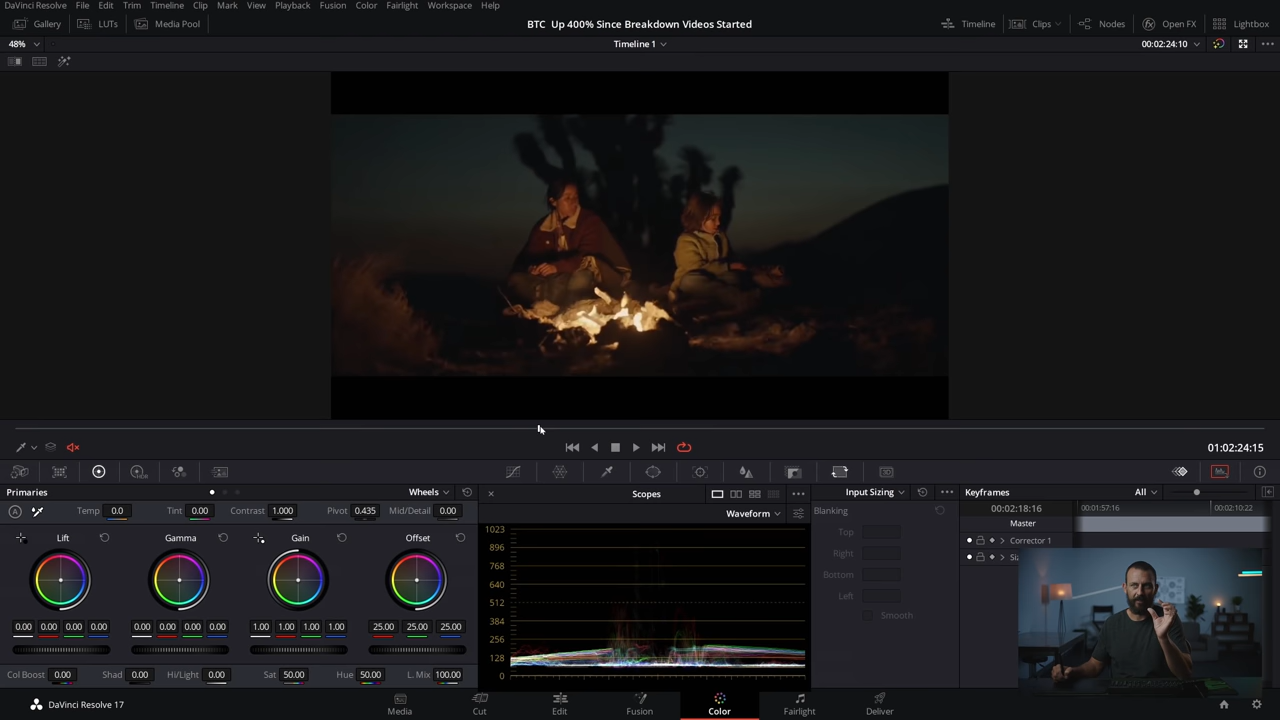 DaVinci Resolve File Edit Trim Timeline Clip Mark View Playback Fusion Color Fairlight Workspace Help
Gallery LUTs Media Pool BTC Up 400% Since Breakdown Videos Started Timeline Clips Nodes Open FX Lightbox
48% Timeline 1 00:02:24:10
01:02:24:15
Primaries Wheels Scopes Input Sizing Keyframes All
Temp 0.0 Tint 0.00 Contrast 1.000 Pivot 0.435 Mid/Detail 0.00 Waveform Blanking 00:02:18:16 00:01:57:16 00:02:10:22
Master
Lift Gamma Gain Offset
1023
896
768
640
512
384
256
128
0
Top
Right
Bottom
Left
Smooth
Corrector 1
0.00 0.00 0.00 0.00 0.00 0.00 0.00 0.00 1.00 1.00 1.00 1.00 25.00 25.00 25.00
Col Boost 0.00 Shad 0.00 Hi/Light 0.00 Sat 50.00 Hue 50.00 L. Mix 100.00
DaVinci Resolve 17 Media Cut Edit Fusion Color Fairlight Deliver